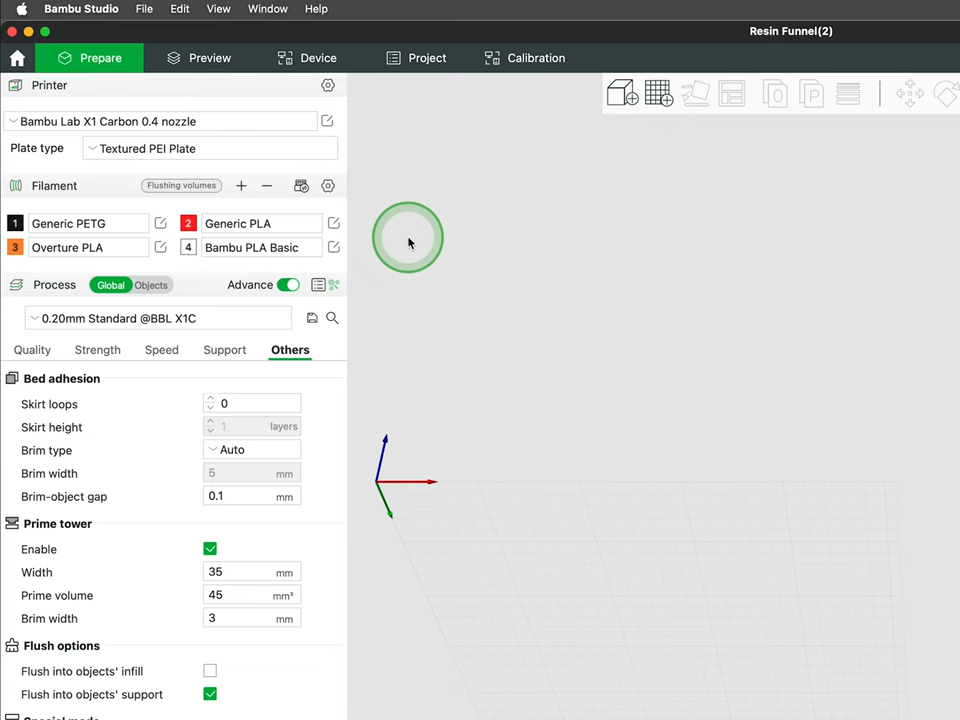 Bambu Studio File Edit View Window Help
Resin Funnel(2)
Prepare Preview Device Project Calibration
Printer
Bambu Lab X1 Carbon 0.4 nozzle
Plate type Textured PEI Plate
Filament Flushing volumes
1 Generic PETG 2 Generic PLA
3 Overture PLA 4 Bambu PLA Basic
Process Global Objects Advance
0.20mm Standard @BBL X1C
Quality Strength Speed Support Others
Bed adhesion
Skirt loops 0
Skirt height 1 layers
Brim type Auto
Brim width 5 mm
Brim-object gap 0.1 mm
Prime tower
Enable
Width 35 mm
Prime volume 45 mm³
Brim width 3 mm
Flush options
Flush into objects' infill
Flush into objects' support
Special mode